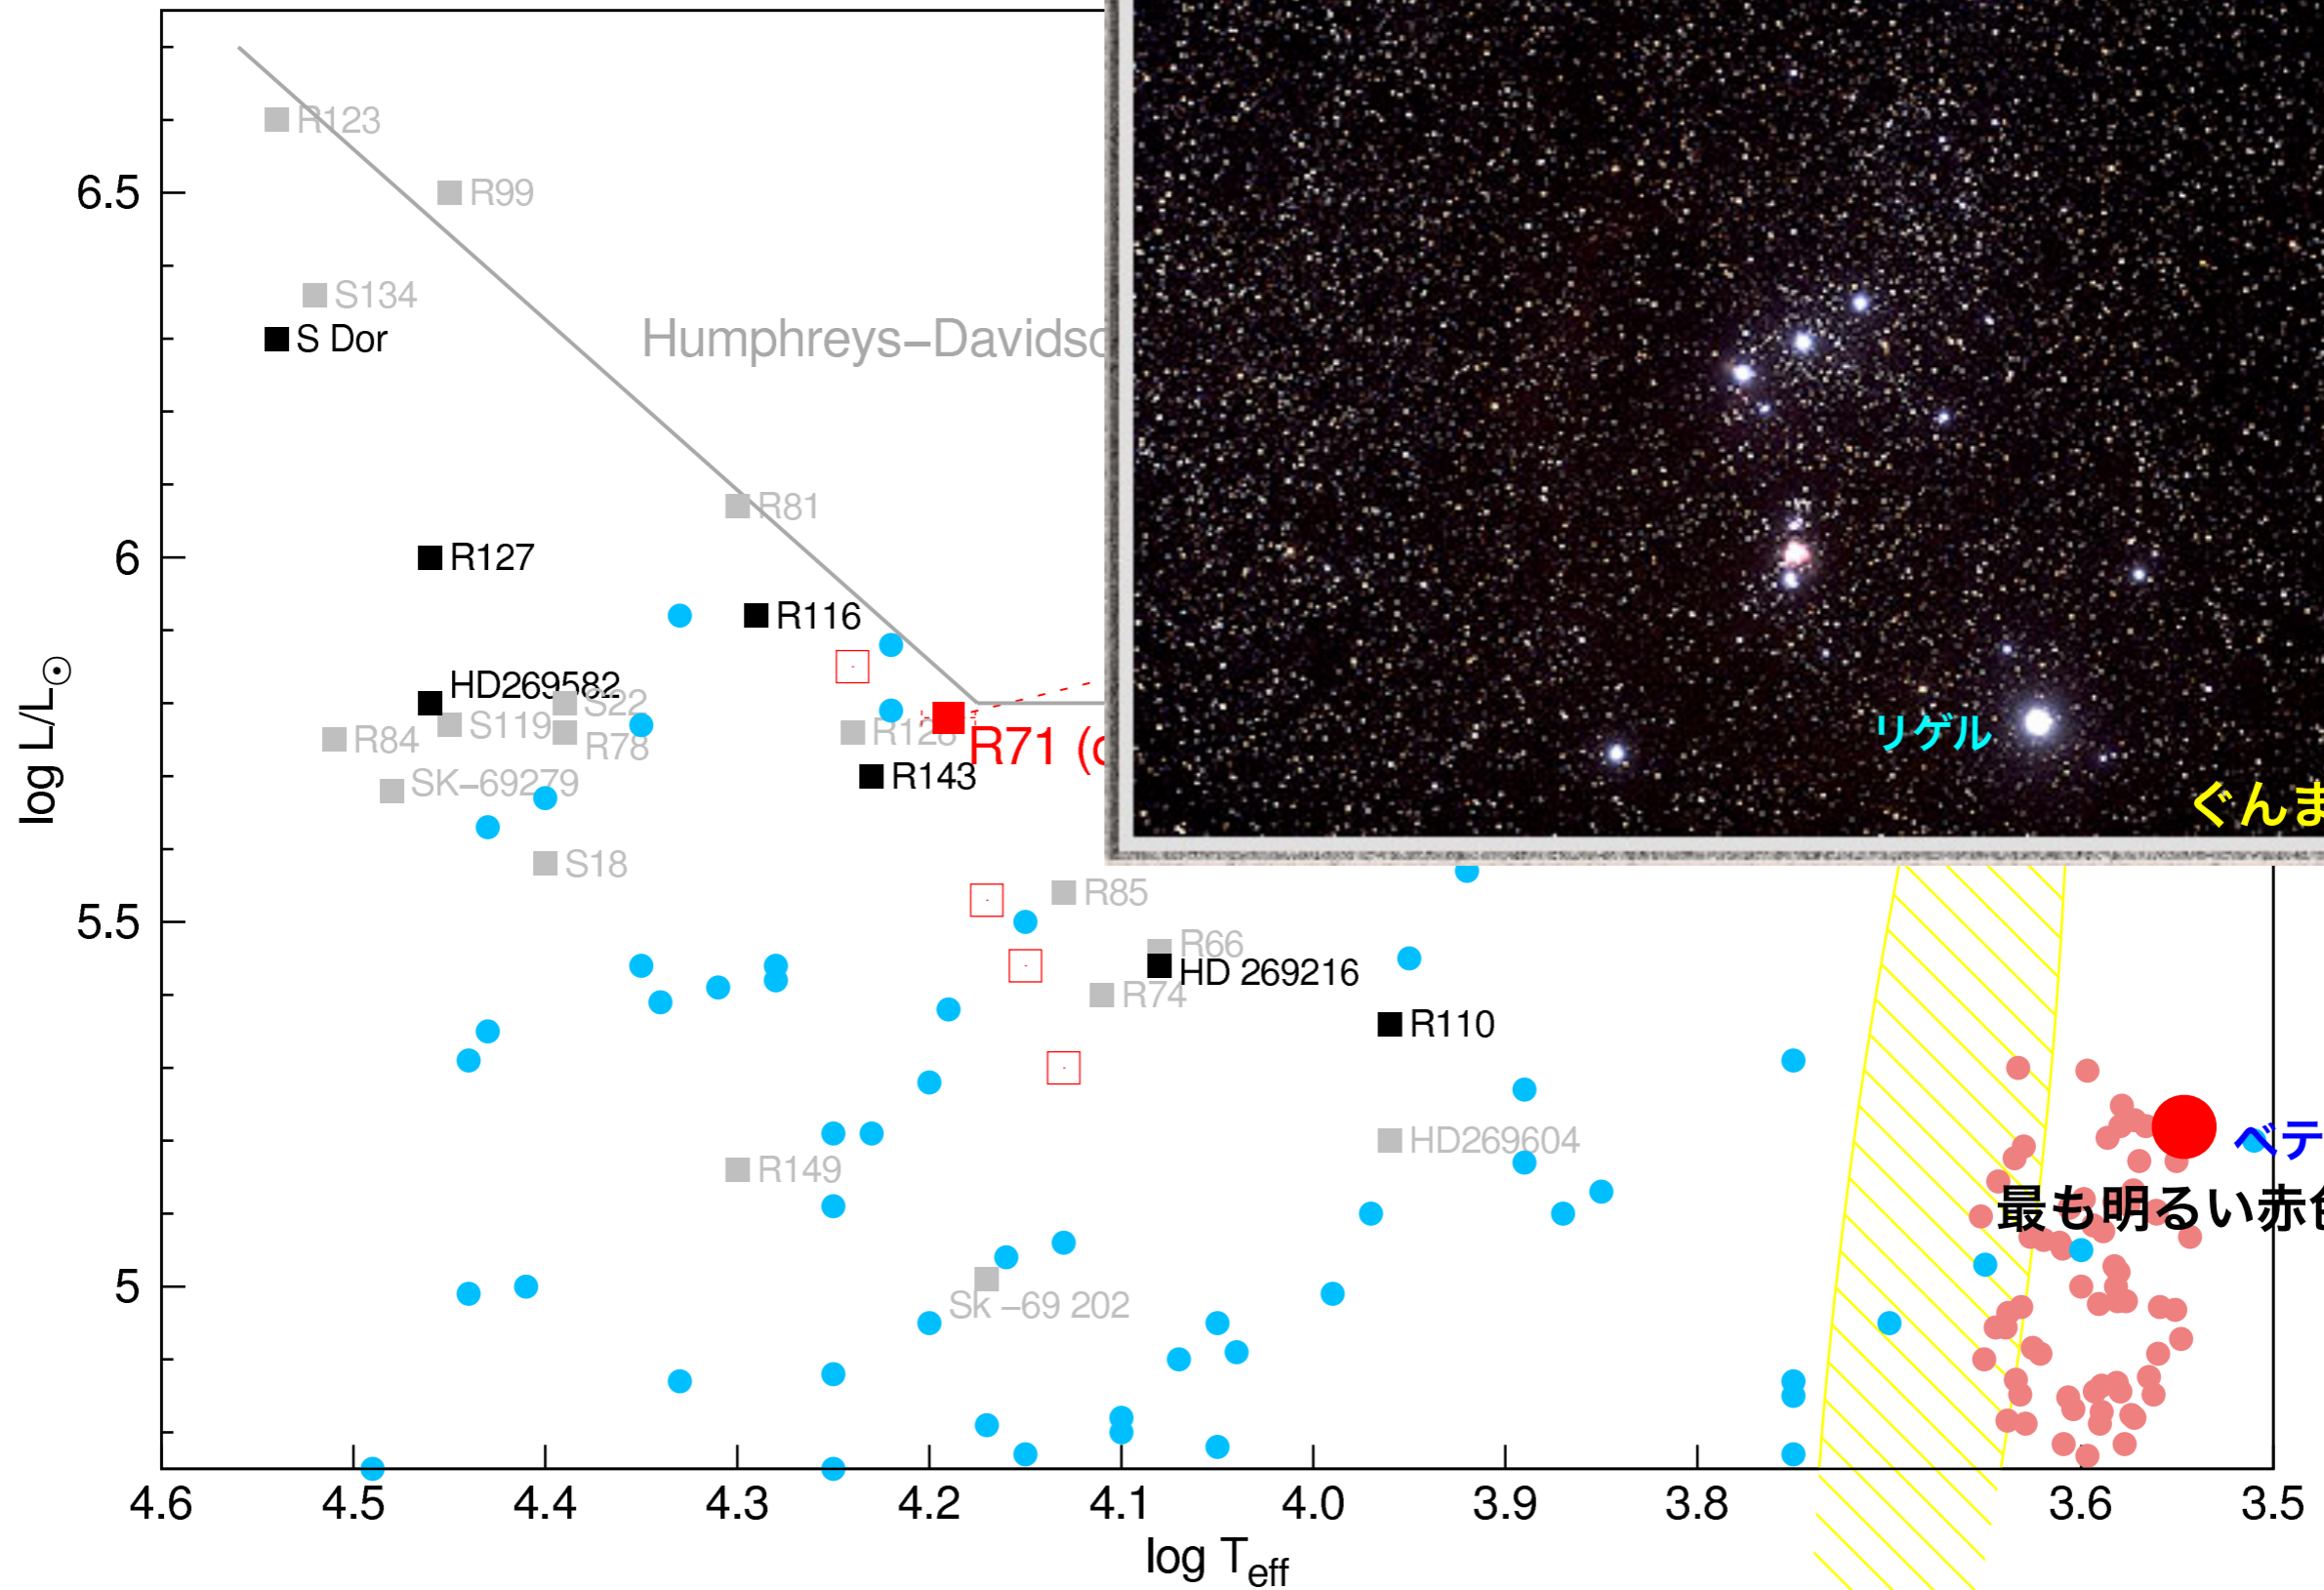 R123
6.5
R99
S134
S Dor
Humphreys–Davidso
R81
6
R127
R116
HD269582
S22
S119
R84
R78
R128
R71 (
リゲル
SK–69279
R143
ぐんま
log L/L☉
S18
R85
5.5
R66
HD 269216
R74
R110
HD269604
ベテ
R149
最も明るい赤色
5
Sk –69 202
4.6
4.5
4.4
4.3
4.2
4.1
4.0
3.9
3.8
3.6
3.5
log Teff